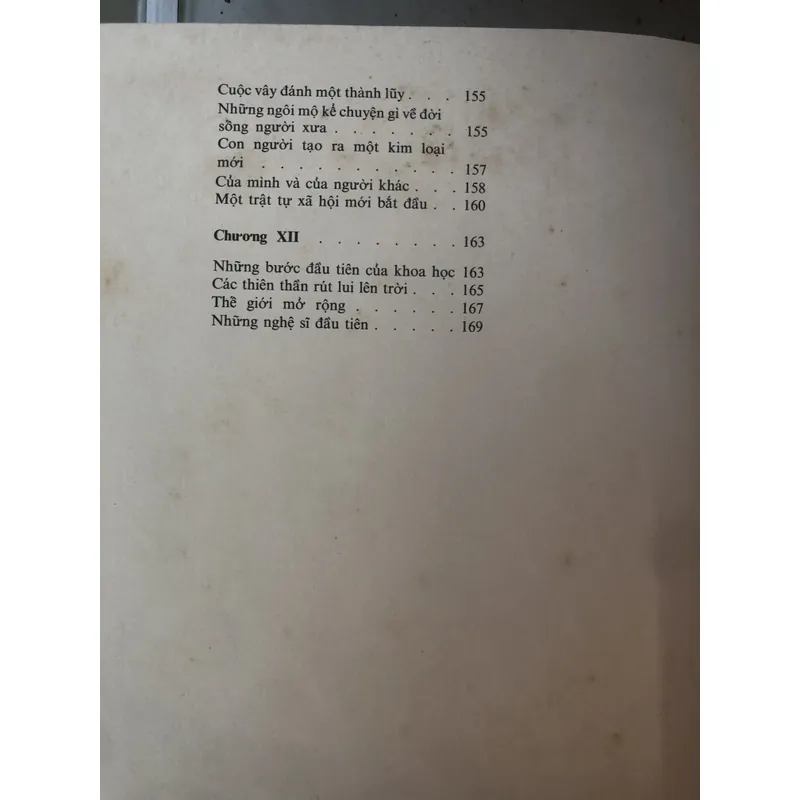 Cuộc vây đánh một thành lũy . . . 155
Những ngôi mộ kể chuyện gì về đời
sống người xưa . . . . . . . 155
Con người tạo ra một kim loại
mới . . . . . . . . . . . 157
Của mình và của người khác . . . 158
Một trật tự xã hội mới bắt đầu . . 160
Chương XII . . . . . . . . 163
Những bước đầu tiên của khoa học 163
Các thiên thần rút lui lên trời . . . 165
Thế giới mở rộng . . . . . . 167
Những nghệ sĩ đầu tiên . . . . . 169